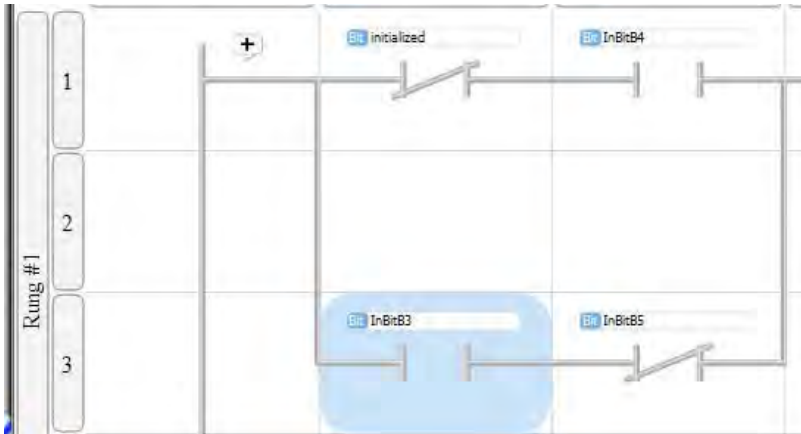 +
1
Bit initialized
Bit InBitB4
2
Rung #1
3
Bit InBitB3
Bit InBitB5